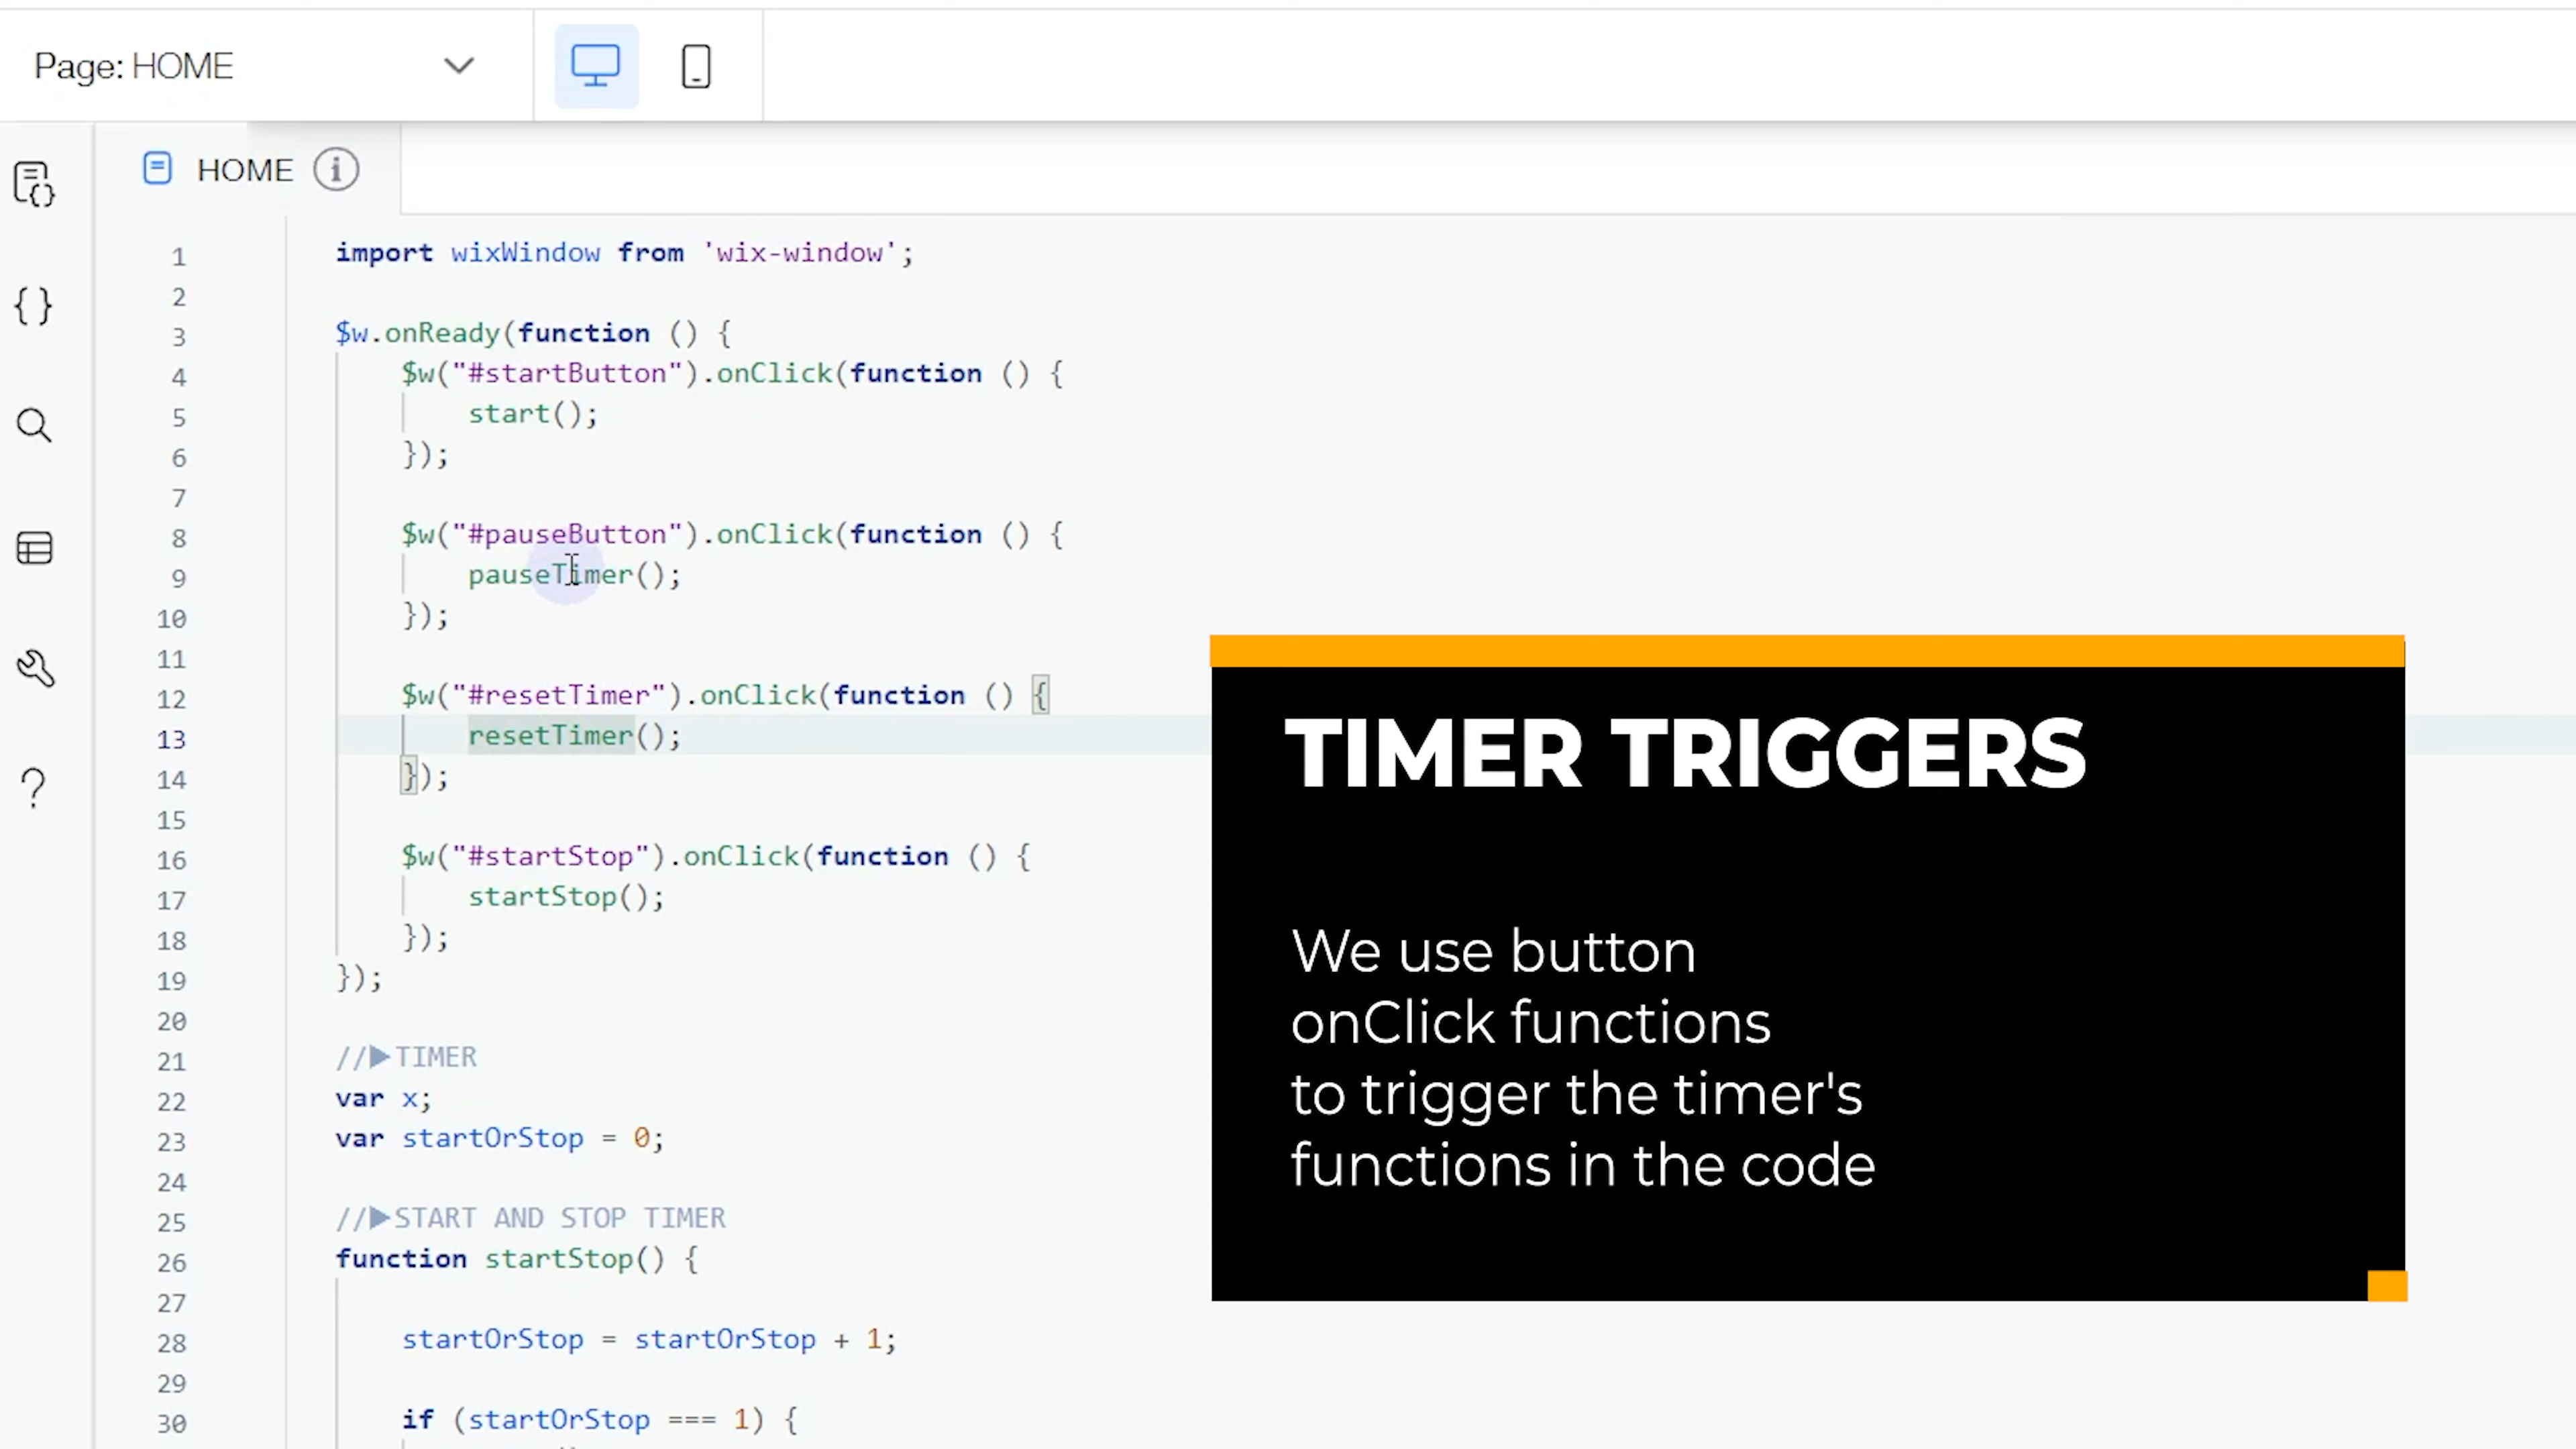 Page: HOME
HOME
1 import wixWindow from 'wix-window';
2
3 $w.onReady(function () {
4 $w("#startButton").onClick(function () {
5 start();
6 });
7
8 $w("#pauseButton").onClick(function () {
9 pauseTimer();
10 });
11
12 $w("#resetTimer").onClick(function () {
13 resetTimer();
14 });
15
16 $w("#startStop").onClick(function () {
17 startStop();
18 });
19 });
20
21 //▶TIMER
22 var x;
23 var startOrStop = 0;
24
25 //▶START AND STOP TIMER
26 function startStop() {
27
28 startOrStop = startOrStop + 1;
29
30 if (startOrStop === 1) {
TIMER TRIGGERS
We use button
onClick functions
to trigger the timer's
functions in the code